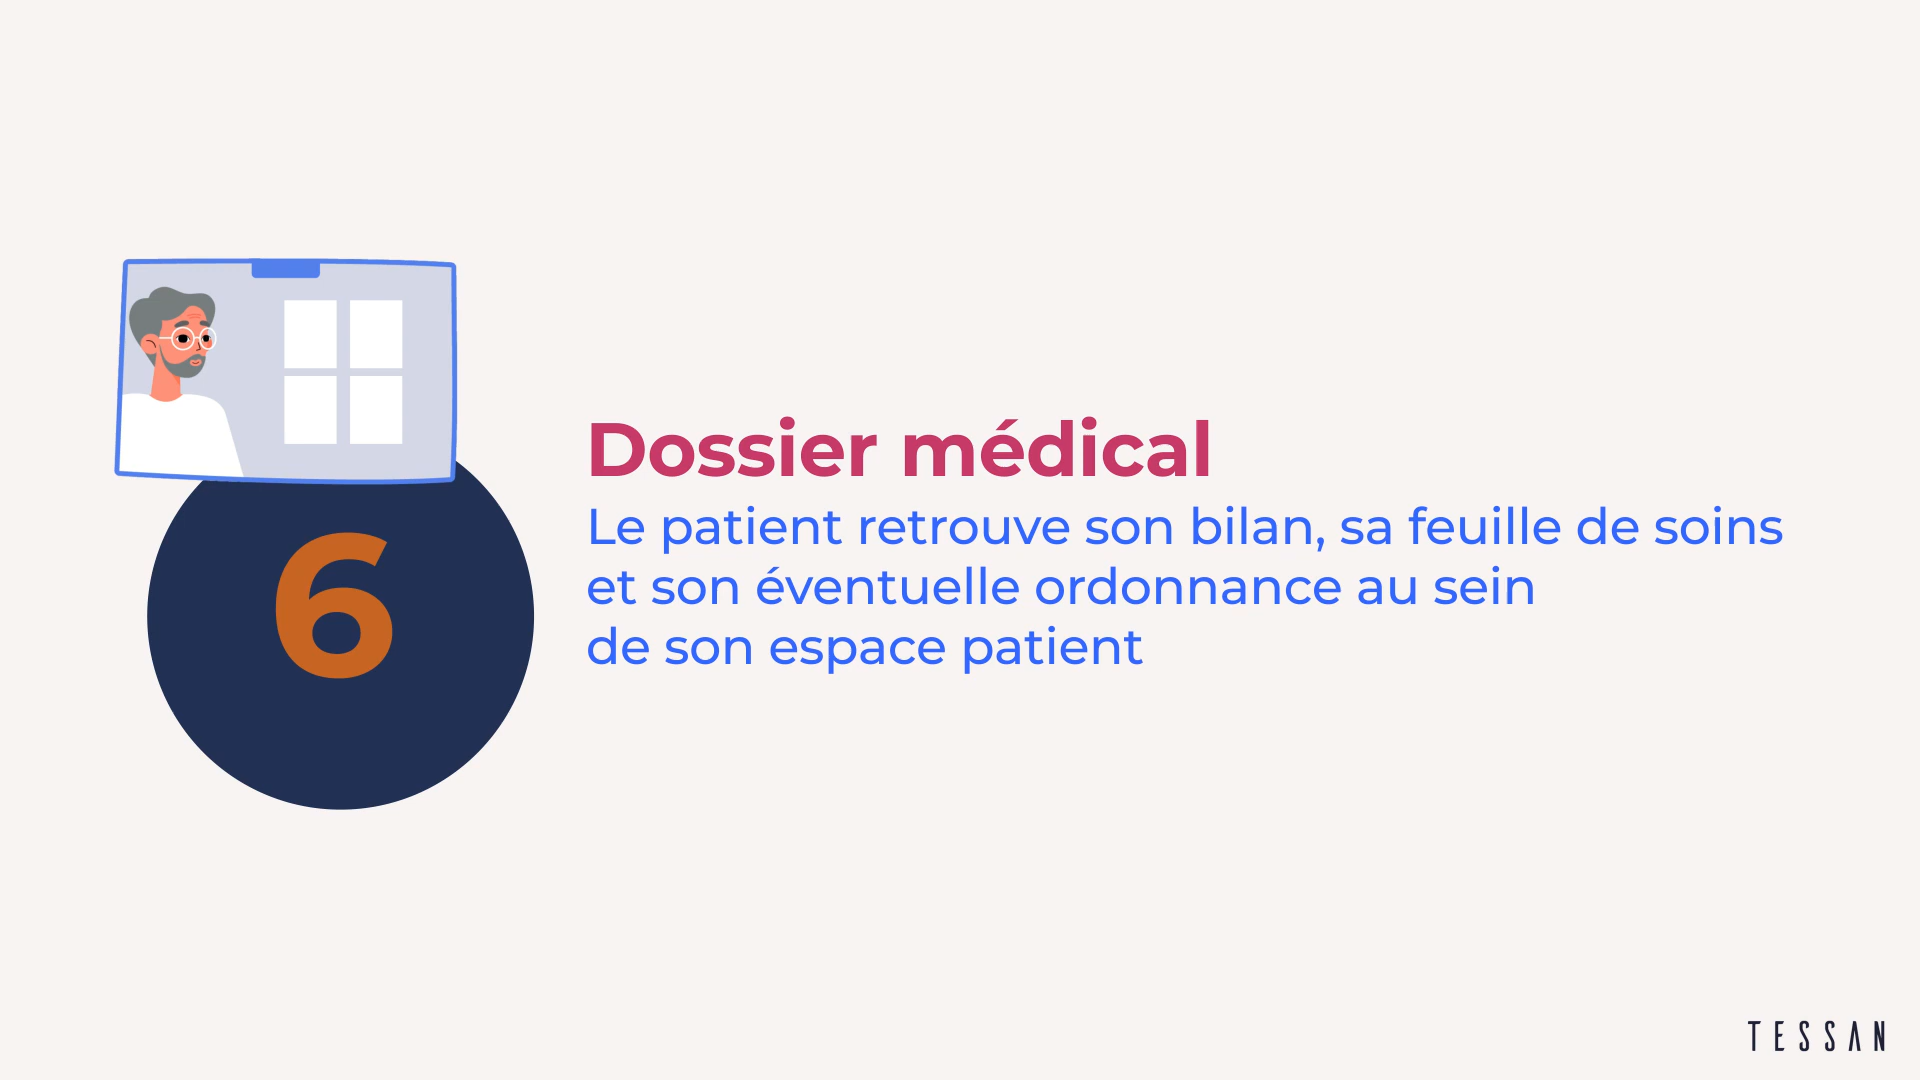 6
Dossier médical
Le patient retrouve son bilan, sa feuille de soins
et son éventuelle ordonnance au sein
de son espace patient
TESSAN